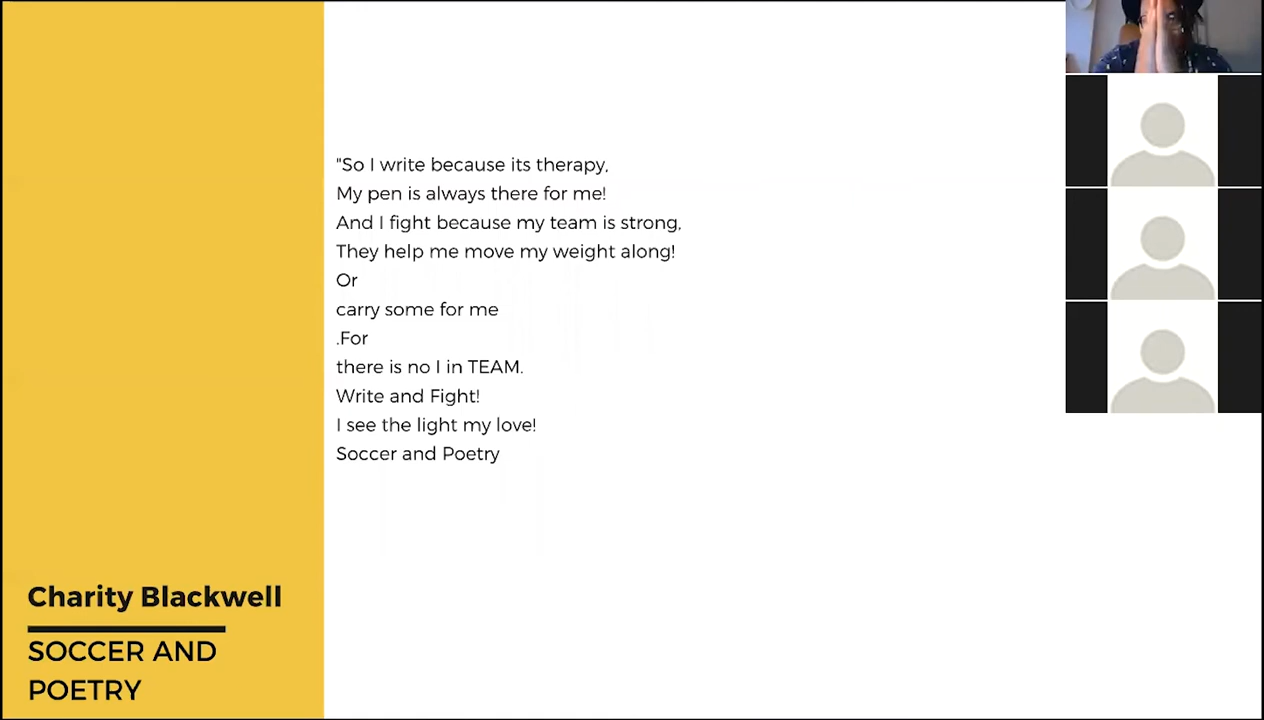 "So I write because its therapy,
My pen is always there for me!
And I fight because my team is strong,
They help me move my weight along!
Or
carry some for me
.For
there is no I in TEAM.
Write and Fight!
I see the light my love!
Soccer and Poetry
Charity Blackwell
SOCCER AND
POETRY